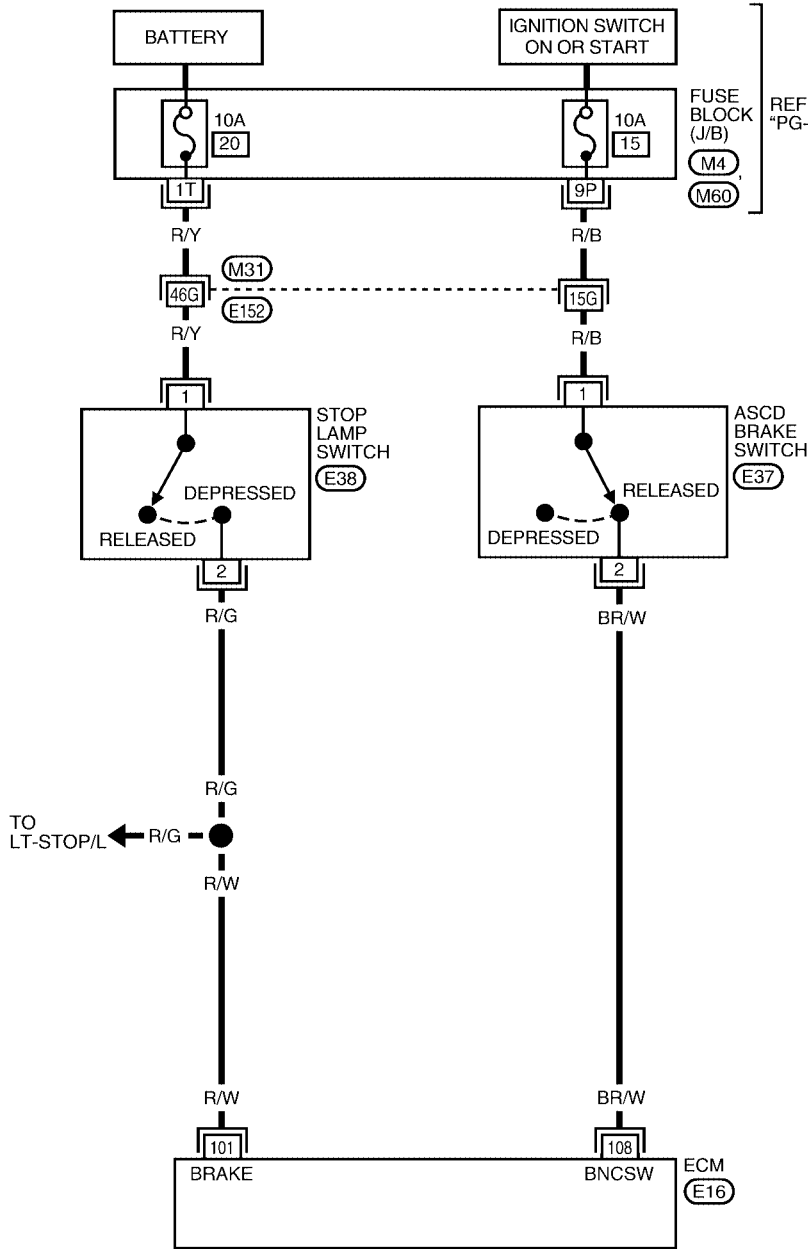 BATTERY
IGNITION SWITCH
ON OR START
10A
20
10A
15
FUSE
BLOCK
(J/B)
M4
,
M60
REF
“PG-
1T
9P
R/Y
R/B
M31
46G
15G
E152
R/Y
R/B
1
1
STOP
LAMP
SWITCH
E38
ASCD
BRAKE
SWITCH
E37
DEPRESSED
RELEASED
RELEASED
DEPRESSED
2
2
R/G
BR/W
R/G
TO
LT-STOP/L
R/G
R/W
R/W
BR/W
101
108
BRAKE
BNCSW
ECM
E16